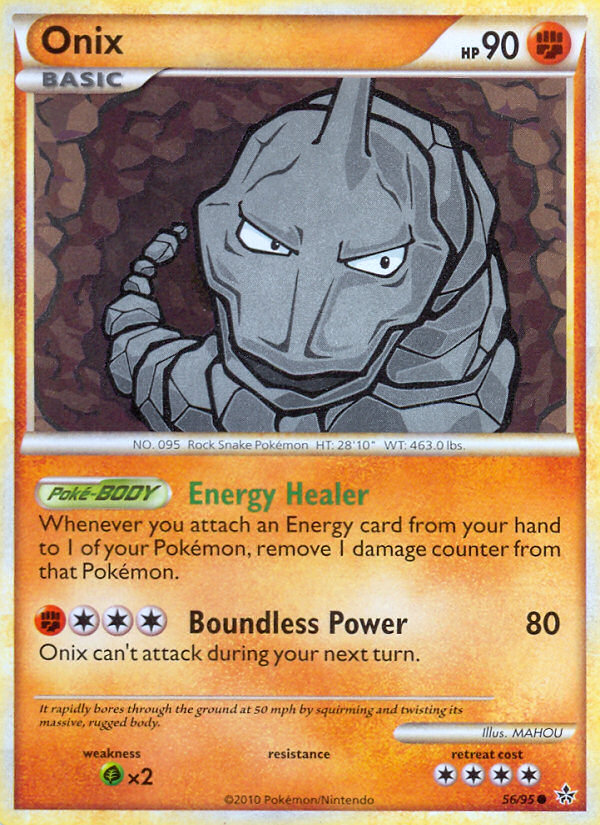 Onix
HP 90
BASIC
NO. 095 Rock Snake Pokémon HT: 28'10" WT: 463.0 lbs.
Poké-BODY Energy Healer
Whenever you attach an Energy card from your hand
to 1 of your Pokémon, remove 1 damage counter from
that Pokémon.
Boundless Power 80
Onix can't attack during your next turn.
It rapidly bores through the ground at 50 mph by squirming and twisting its
massive, rugged body.
Illus. MAHOU
weakness resistance retreat cost
×2
©2010 Pokémon/Nintendo 56/95